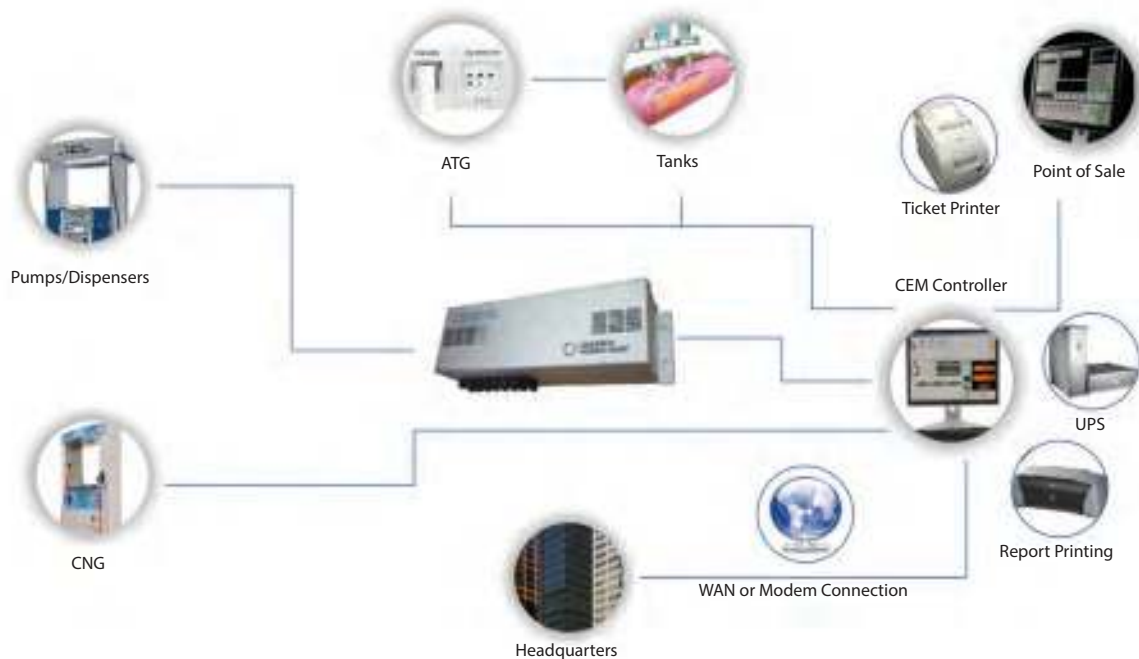 ATG
Tanks
Point of Sale
Ticket Printer
Pumps/Dispensers
CEM Controller
UPS
CNG
Report Printing
WAN or Modem Connection
Headquarters